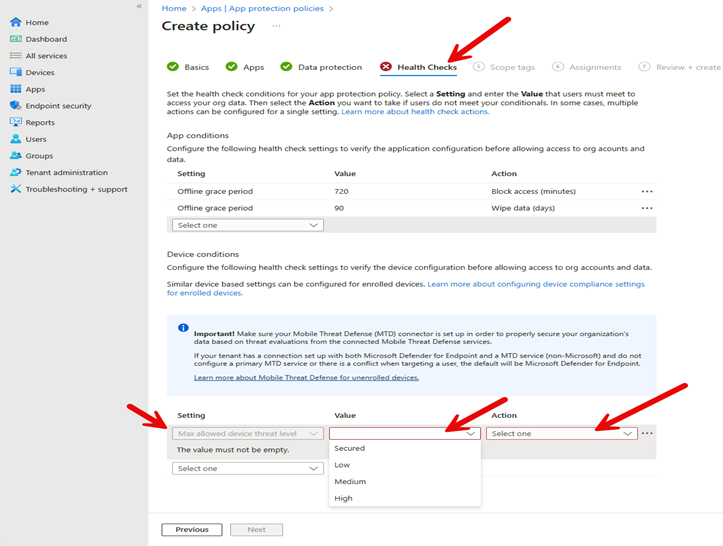 Home > Apps | App protection policies >
Create policy ...
Home
Dashboard
All services
Devices
Apps
Endpoint security
Reports
Users
Groups
Tenant administration
Troubleshooting + support
Basics Apps Data protection Health Checks 5 Scope tags 6 Assignments 7 Review + create
Set the health check conditions for your app protection policy. Select a Setting and enter the Value that users must meet to
access your org data. Then select the Action you want to take if users do not meet your conditionals. In some cases, multiple
actions can be configured for a single setting. Learn more about health check actions.
App conditions
Configure the following health check settings to verify the application configuration before allowing access to org accounts and
data.
Setting Value Action
Offline grace period 720 Block access (minutes) ...
Offline grace period 90 Wipe data (days) ...
Select one
Device conditions
Configure the following health check settings to verify the device configuration before allowing access to org accounts and data.
Similar device based settings can be configured for enrolled devices. Learn more about configuring device compliance settings
for enrolled devices.
Important! Make sure your Mobile Threat Defense (MTD) connector is set up in order to properly secure your organization's
data based on threat evaluations from the connected Mobile Threat Defense services.
If your tenant has a connection set up with both Microsoft Defender for Endpoint and a MTD service (non-Microsoft) and do not
configure a primary MTD service or there is a conflict when targeting a user, the default will be Microsoft Defender for Endpoint.
Learn more about Mobile Threat Defense for unenrolled devices.
Setting Value Action
Max allowed device threat level Select one ...
The value must not be empty.
Select one
Secured
Low
Medium
High
Previous Next